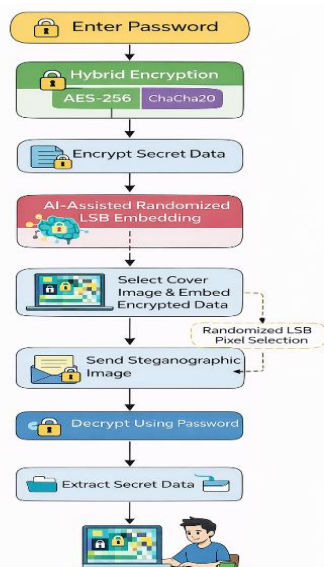 Enter Password
Hybrid Encryption
AES-256 ChaCha20
Encrypt Secret Data
AI-Assisted Randomized
LSB Embedding
Select Cover
Image & Embed
Encrypted Data
Randomized LSB
Pixel Selection
Send Steganographic
Image
Decrypt Using Password
Extract Secret Data